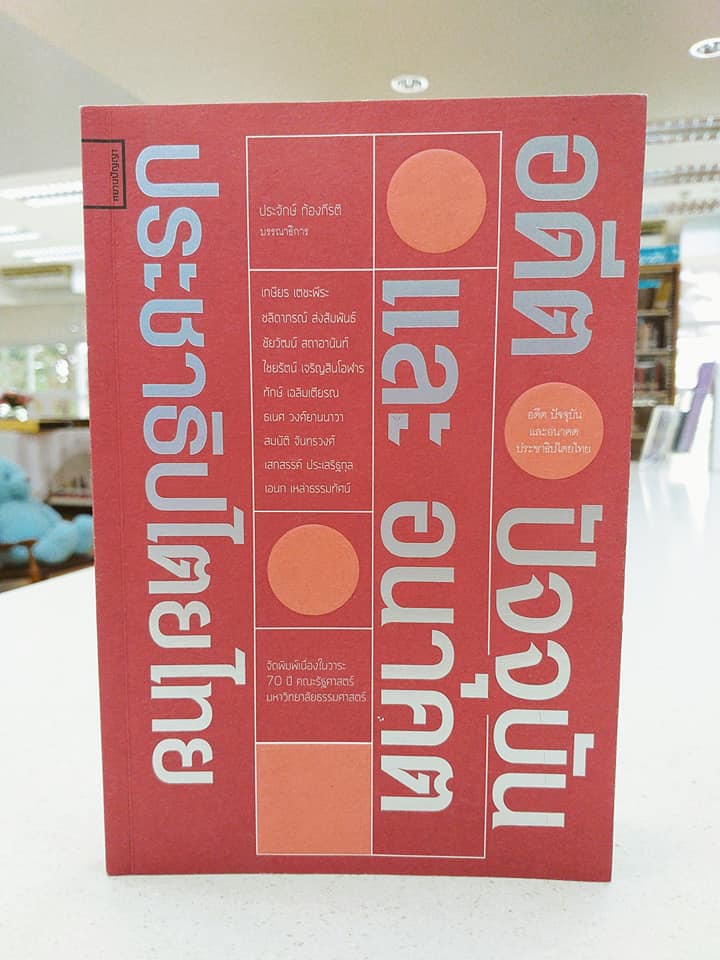 สยามปัญญา
อดีต ปัจจุบัน
และ อนาคต
ประชาธิปไตยไทย
ประจักษ์ ก้องกีรติ
บรรณาธิการ
เกษียร เตชะพีระ
ชลิดาภรณ์ ส่งสัมพันธ์
ชัยวัฒน์ สถาอานันท์
ไชยรัตน์ เจริญสินโอฬาร
ทักษ์ เฉลิมเตียรณ
ธเนศ วงศ์ยานนาวา
สมบัติ จันทรวงศ์
เสกสรรค์ ประเสริฐกุล
เอนก เหล่าธรรมทัศน์
อดีต ปัจจุบัน
และอนาคต
ประชาธิปไตยไทย
จัดพิมพ์เนื่องในวาระ
70 ปี คณะรัฐศาสตร์
มหาวิทยาลัยธรรมศาสตร์